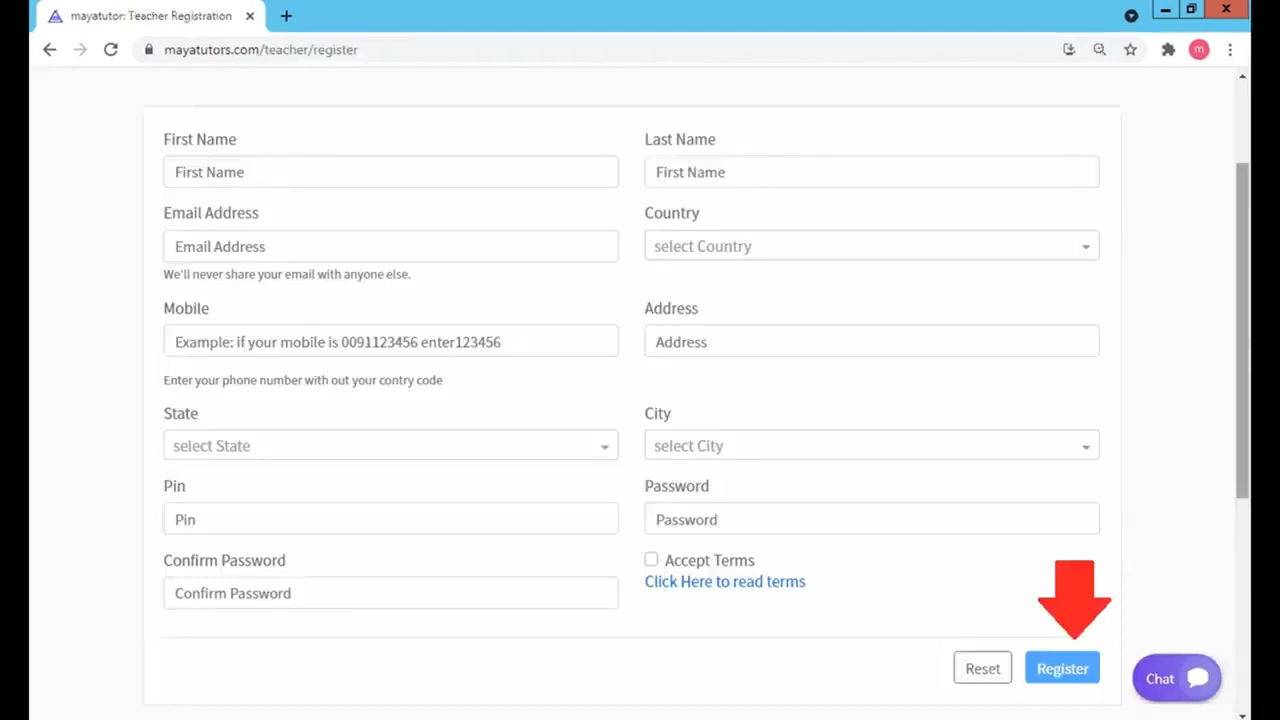 mayatutor: Teacher Registration
mayatutors.com/teacher/register
m
First Name
Last Name
First Name
First Name
Email Address
Country
Email Address
select Country
We'll never share your email with anyone else.
Mobile
Address
Example: if your mobile is 0091123456 enter123456
Address
Enter your phone number with out your contry code
State
City
select State
select City
Pin
Password
Pin
Password
Confirm Password
Accept Terms
Click Here to read terms
Confirm Password
Reset
Register
Chat